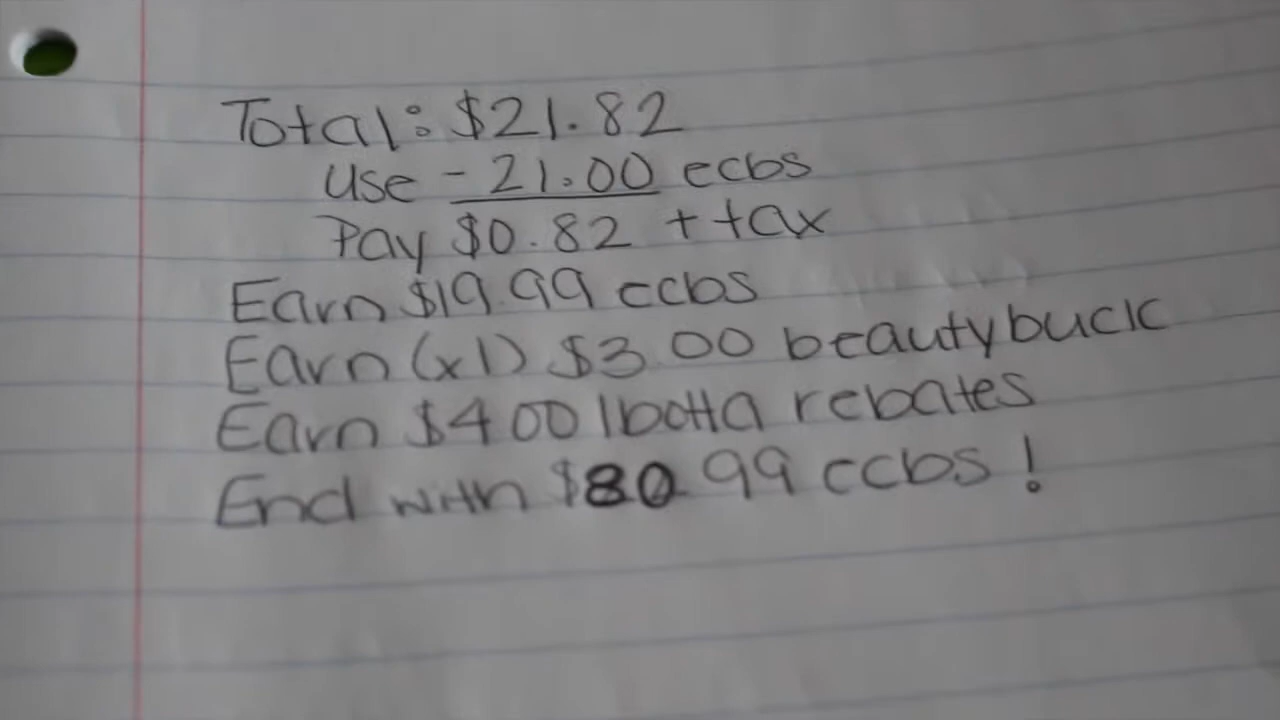 Total: $21.82
use - 21.00 ecbs
Pay $0.82 + tax
Earn $19.99 ecbs
Earn (x1) $3.00 beautybuck
Earn $4.00 Ibotta rebates
End with $80.99 ecbs!